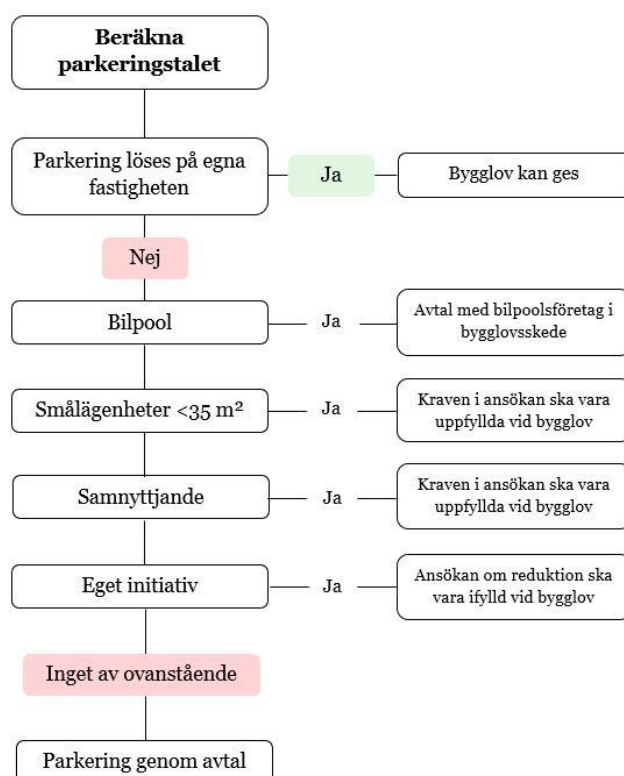 Beräkna
parkeringstalet
Parkering löses på egna
fastigheten
Ja
Bygglov kan ges
Nej
Bilpool
Ja
Avtal med bilpoolsföretag i
bygglovsskede
Smålägenheter <35 m²
Ja
Kraven i ansökan ska vara
uppfyllda vid bygglov
Samnyttjande
Ja
Kraven i ansökan ska vara
uppfyllda vid bygglov
Eget initiativ
Ja
Ansökan om reduktion ska
vara ifylld vid bygglov
Inget av ovanstående
Parkering genom avtal